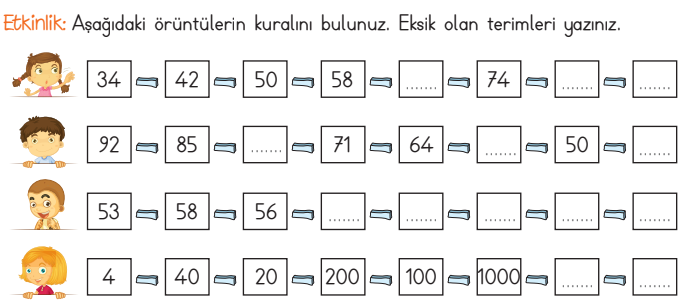 Etkinlik: Aşağıdaki örüntülerin kuralını bulunuz. Eksik olan terimleri yazınız.
34 42 50 58 ....... 74 ....... .......
92 85 ....... 71 64 ....... 50 .......
53 58 56 ....... ....... ....... ....... .......
4 40 20 200 100 1000 ....... .......